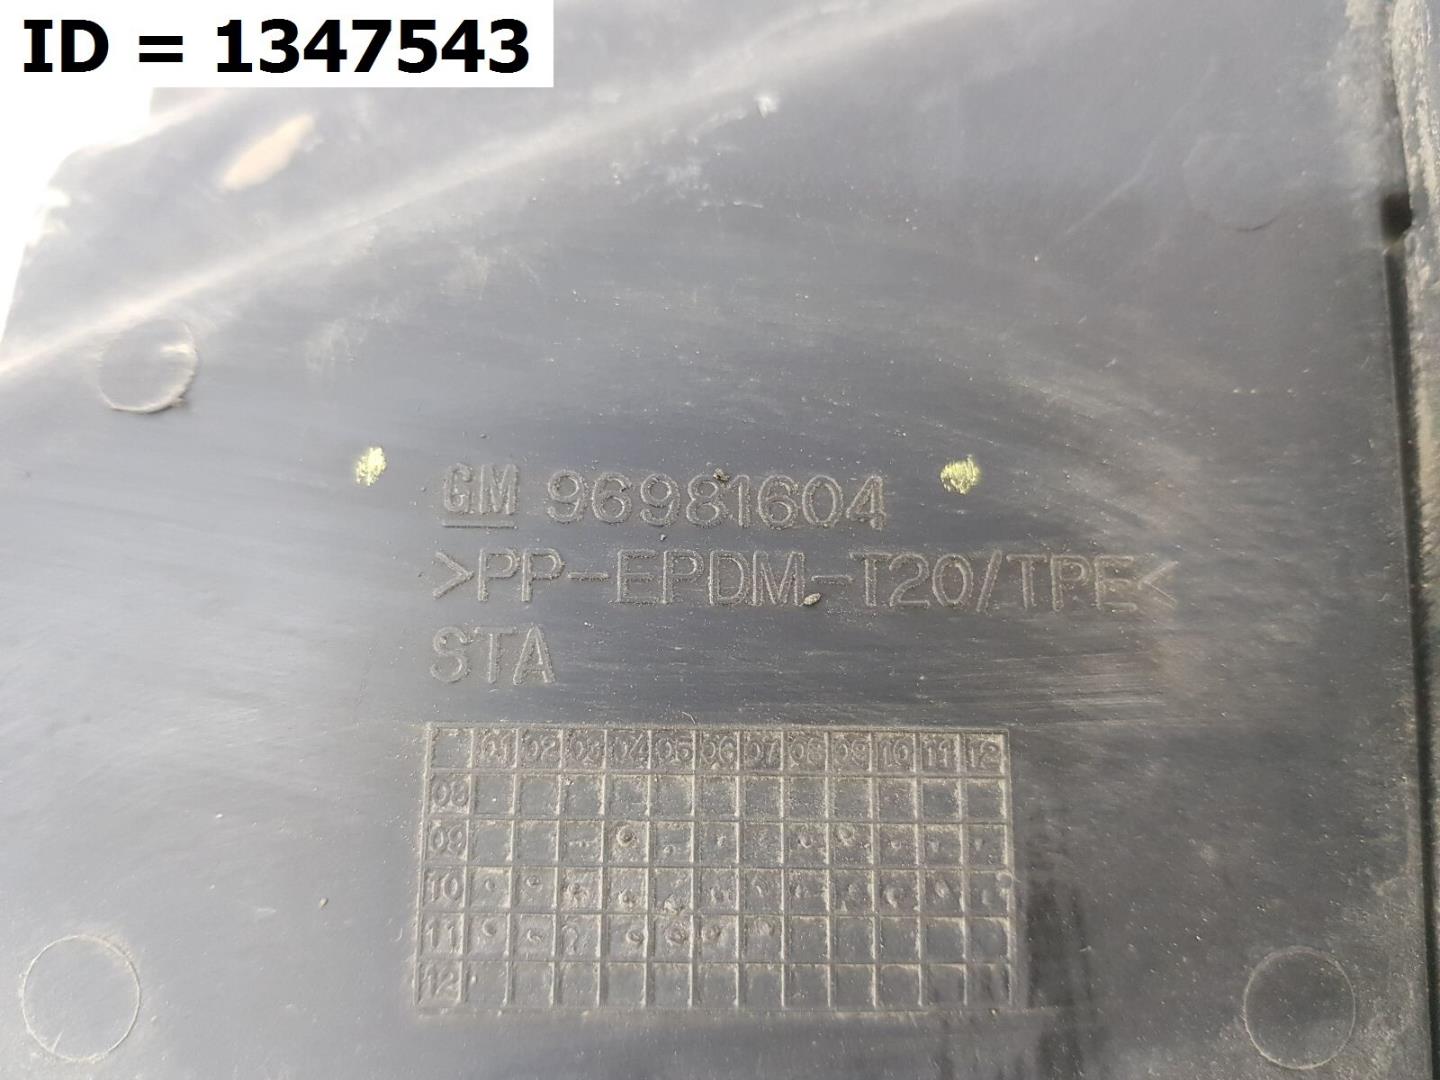 ID = 1347543
GM 96981604
>PP-EPDM-T20/TPE<
STA
01 02 03 04 05 06 07 08 09 10 11 12
08
09
10
11
12